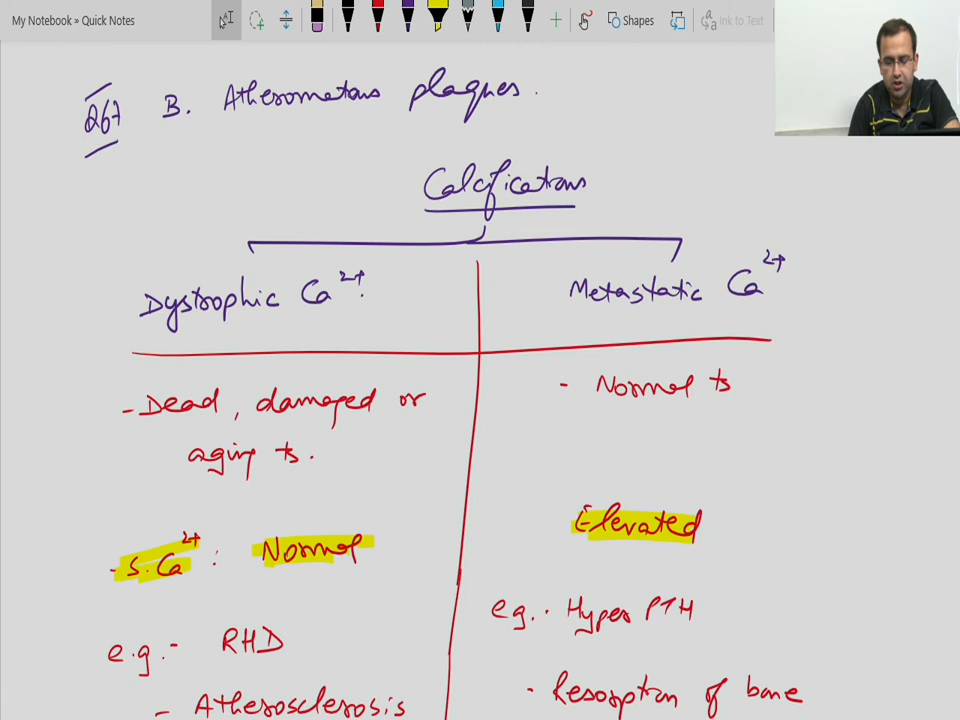 My Notebook » Quick Notes
Shapes
Ink to Text
267 B. Atherometous plaques.
Calcifications
Dystrophic Ca2+
Metastatic Ca2+
- Dead, damaged or
aging ts.
- Normal ts
- S.Ca2+ : Normal
Elevated
e.g.- RHD
e.g. · Hyper PTH
- Atherosclerosis
- Resorption of bone